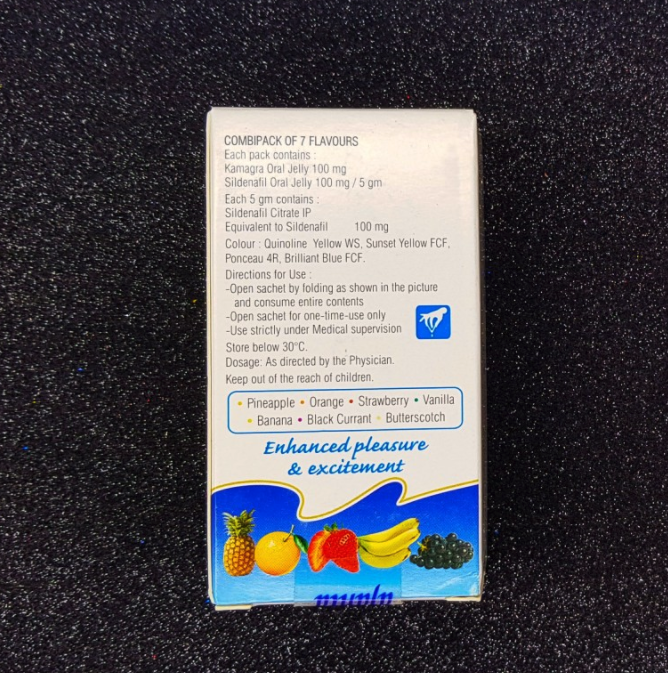 COMBIPACK OF 7 FLAVOURS
Each pack contains :
Kamagra Oral Jelly 100 mg
Sildenafil Oral Jelly 100 mg / 5 gm
Each 5 gm contains :
Sildenafil Citrate IP
Equivalent to Sildenafil 100 mg
Colour : Quinoline Yellow WS, Sunset Yellow FCF,
Ponceau 4R, Brilliant Blue FCF.
Directions for Use :
-Open sachet by folding as shown in the picture
and consume entire contents
-Open sachet for one-time-use only
-Use strictly under Medical supervision
Store below 30°C.
Dosage: As directed by the Physician.
Keep out of the reach of children.
• Pineapple • Orange • Strawberry • Vanilla
• Banana • Black Currant • Butterscotch
Enhanced pleasure
& excitement